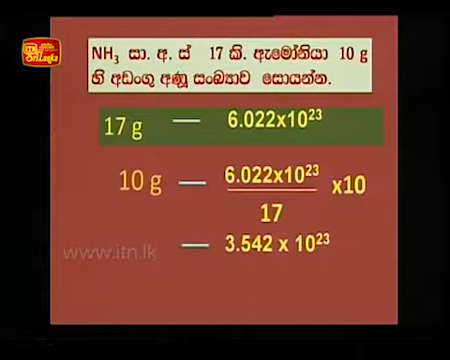 NH₃ සා. අ. ස් 17 කි. ඇමෝනියා 10 g
හි අඩංගු අණූ සංඛ්‍යාව සොයන්න.
17 g — 6.022x10²³
10 g — 6.022x10²³ x10
17
— 3.542 x 10²³
www.itn.lk